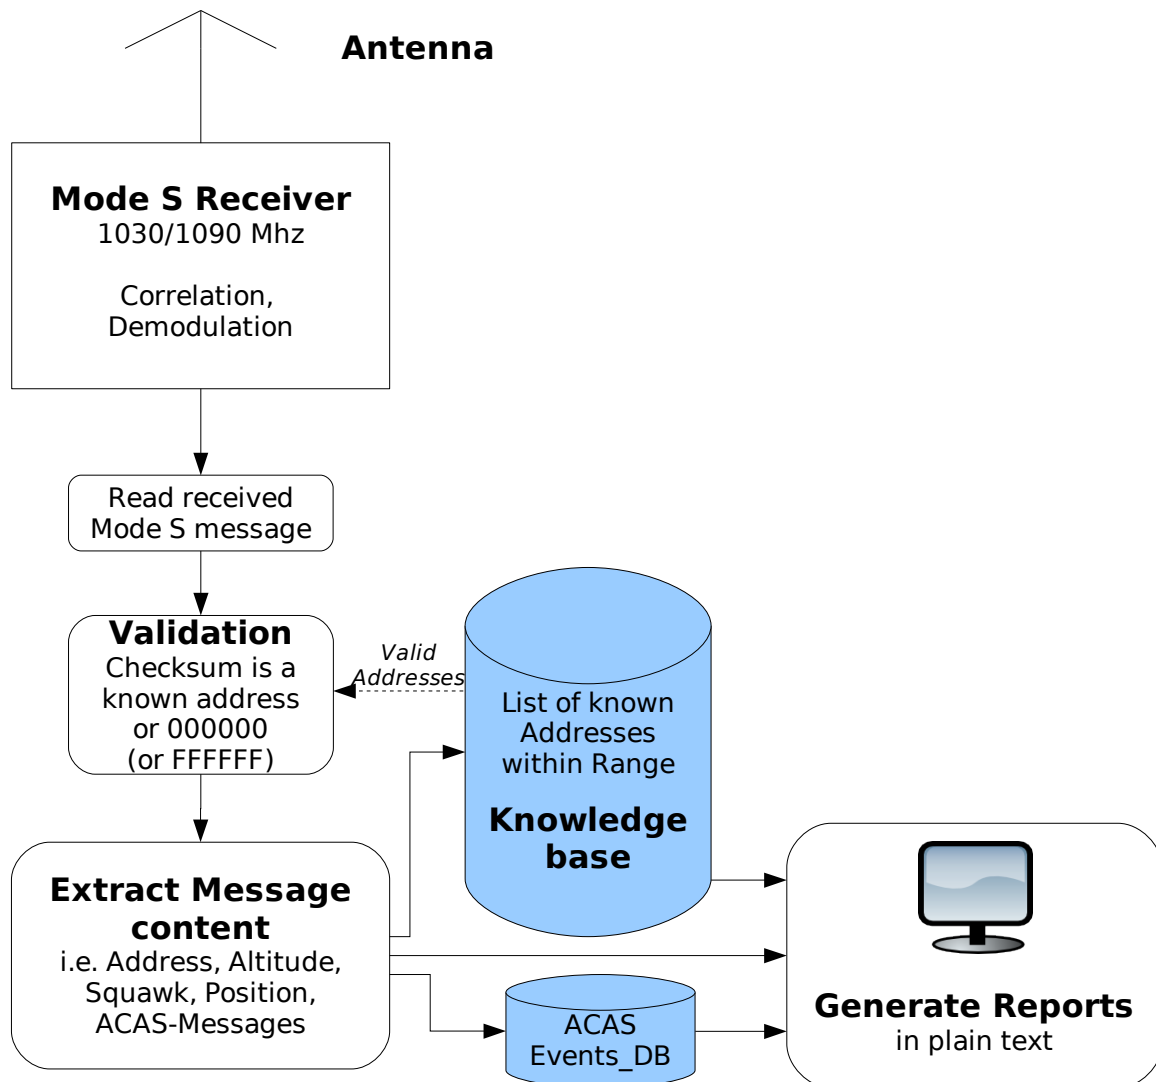 Antenna
Mode S Receiver
1030/1090 Mhz
Correlation,
Demodulation
Read received
Mode S message
Validation
Checksum is a
known address
or 000000
(or FFFFFF)
Valid
Addresses
List of known
Addresses
within Range
Knowledge
base
Extract Message
content
i.e. Address, Altitude,
Squawk, Position,
ACAS-Messages
ACAS
Events_DB
Generate Reports
in plain text